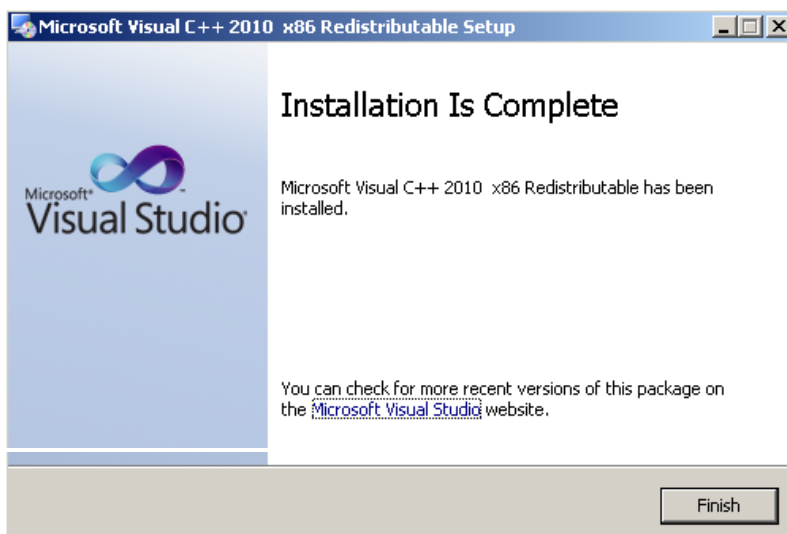 Microsoft Visual C++ 2010  x86 Redistributable Setup
Installation Is Complete
Microsoft®
Visual Studio®
Microsoft Visual C++ 2010  x86 Redistributable has been
installed.
You can check for more recent versions of this package on
the Microsoft Visual Studio website.
Finish